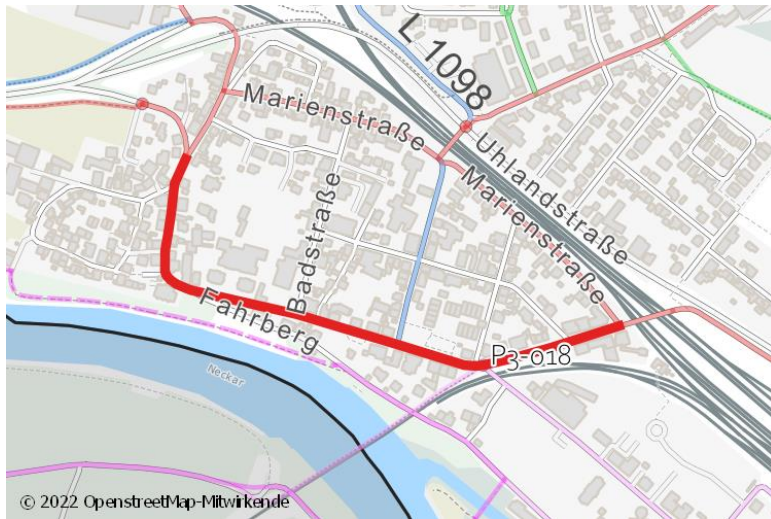 L 1098
Marienstraße
Uhlandstraße
Marienstraße
Badstraße
Fahrberg
P3-018
Neckar
© 2022 OpenstreetMap-Mitwirkende